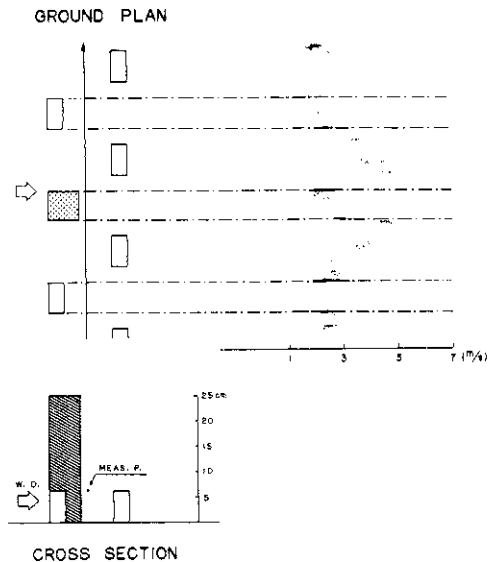 GROUND PLAN
1 3 5 7 (m/s)
25 cm
20
15
10
5
W. D.
MEAS. P.
CROSS SECTION